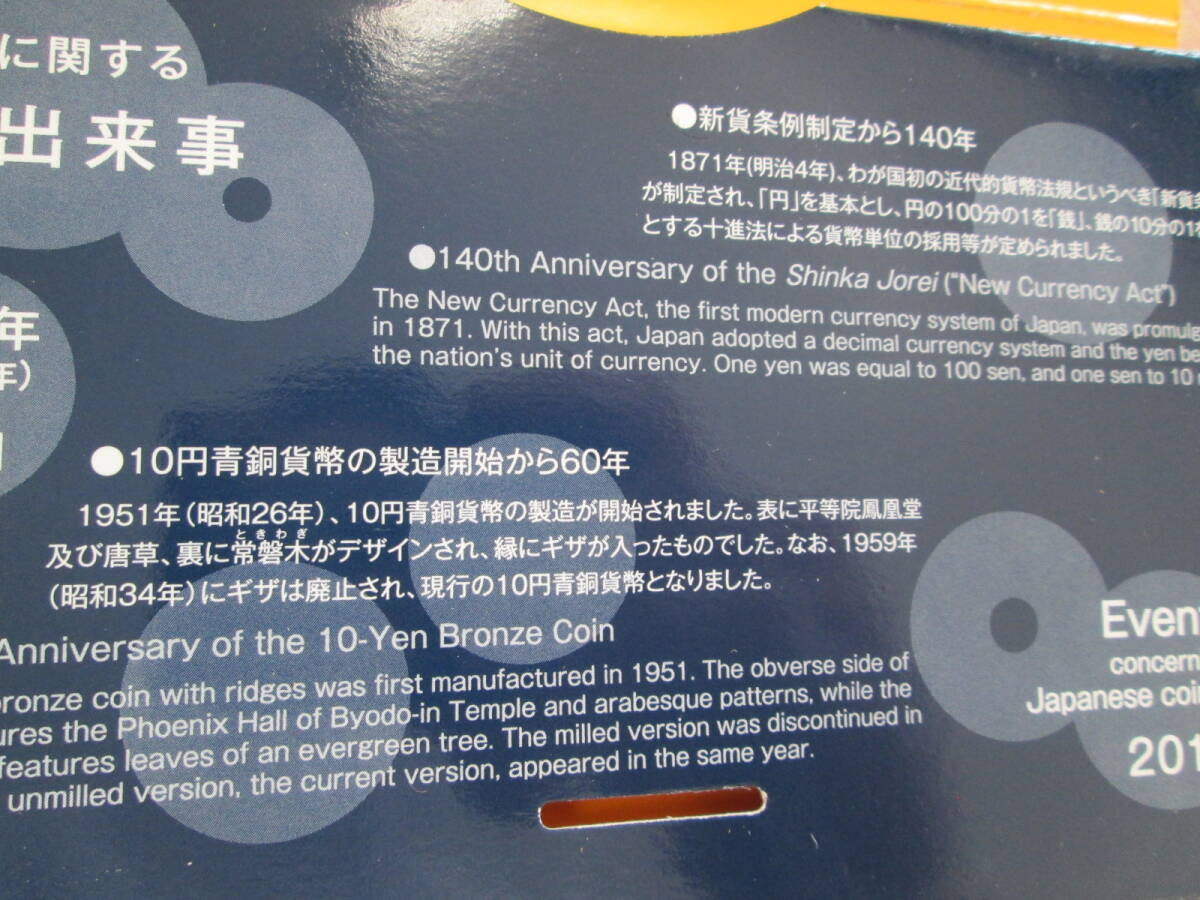 に関する
出来事
年
年)
●新貨条例制定から140年
1871年(明治4年)、わが国初の近代的貨幣法規というべき「新貨条
が制定され、「円」を基本とし、円の100分の1を「銭」、銭の10分の1を
とする十進法による貨幣単位の採用等が定められました。
●140th Anniversary of the Shinka Jorei ("New Currency Act")
The New Currency Act, the first modern currency system of Japan, was promulg
in 1871. With this act, Japan adopted a decimal currency system and the yen be
the nation's unit of currency. One yen was equal to 100 sen, and one sen to 10
●10円青銅貨幣の製造開始から60年
1951年(昭和26年)、10円青銅貨幣の製造が開始されました。表に平等院鳳凰堂
ときわぎ
及び唐草、裏に常磐木がデザインされ、縁にギザが入ったものでした。なお、1959年
(昭和34年)にギザは廃止され、現行の10円青銅貨幣となりました。
Anniversary of the 10-Yen Bronze Coin
ronze coin with ridges was first manufactured in 1951. The obverse side of
ures the Phoenix Hall of Byodo-in Temple and arabesque patterns, while the
features leaves of an evergreen tree. The milled version was discontinued in
unmilled version, the current version, appeared in the same year.
Even
concern
Japanese coi
201